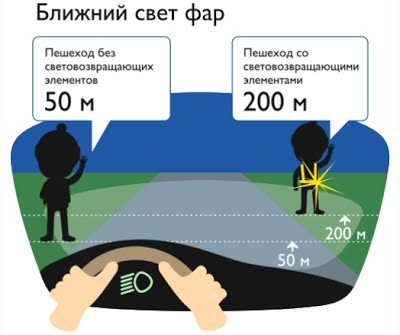 Ближний свет фар
Пешеход без
световозвращающих
элементов
50 м
Пешеход со
световозвращающими
элементами
200 м
200 м
50 м